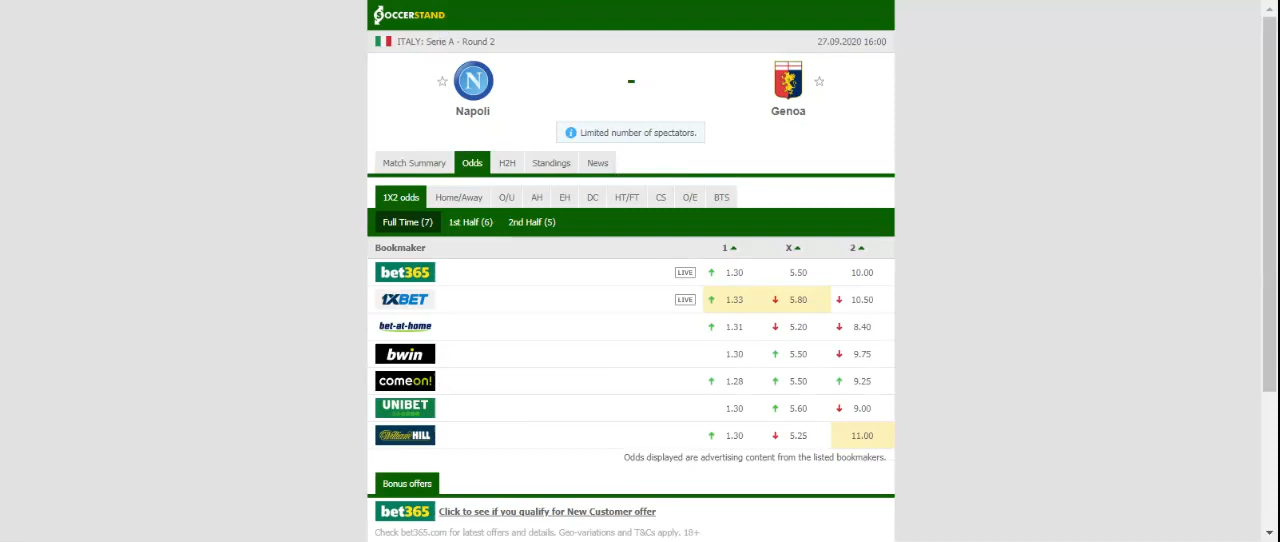 SOCCERSTAND
ITALY: Serie A - Round 2 27.09.2020 16:00
N
-
Napoli Genoa
Limited number of spectators.
Match Summary Odds H2H Standings News
1X2 odds Home/Away O/U AH EH DC HT/FT CS O/E BTS
Full Time (7) 1st Half (6) 2nd Half (5)
Bookmaker 1 X 2
bet365 LIVE 1.30 5.50 10.00
1XBET LIVE 1.33 5.80 10.50
bet-at-home 1.31 5.20 8.40
bwin 1.30 5.50 9.75
comeon! 1.28 5.50 9.25
UNIBET 1.30 5.60 9.00
William HILL 1.30 5.25 11.00
Odds displayed are advertising content from the listed bookmakers.
Bonus offers
bet365 Click to see if you qualify for New Customer offer
Check bet365.com for latest offers and details. Geo-variations and T&Cs apply. 18+